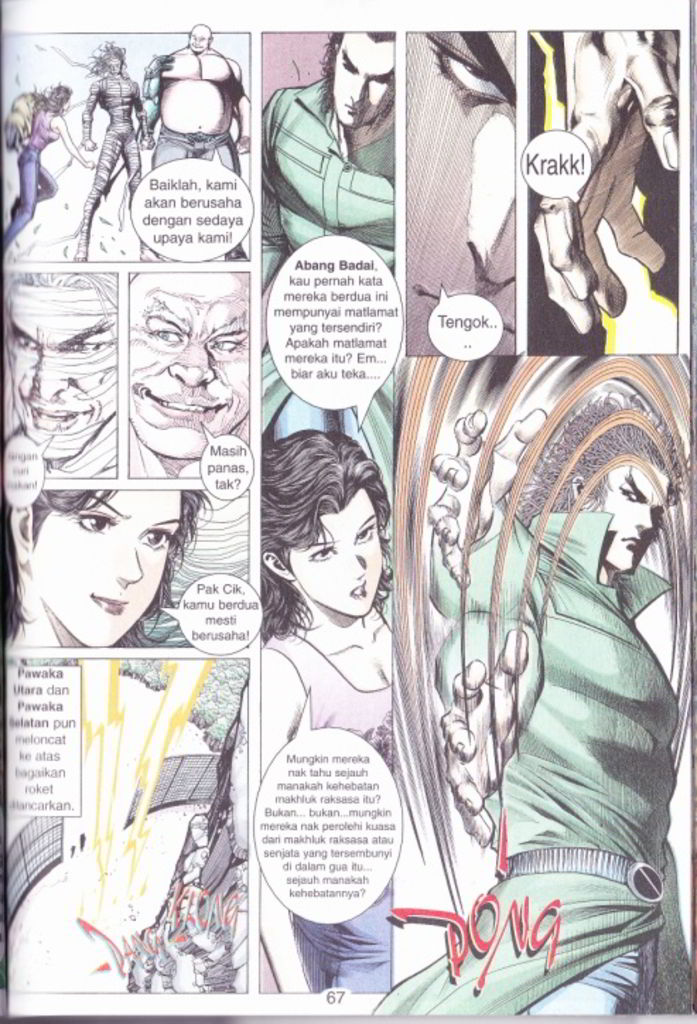 Baiklah, kami
akan berusaha
dengan sedaya
upaya kami!
Masih
panas,
tak?
Pak Cik,
kamu berdua
mesti
berusaha!
Pawaka
Utara dan
Pawaka
Selatan pun
meloncat
ke atas
bagaikan
roket
dilancarkan.
Abang Badai,
kau pernah kata
mereka berdua ini
mempunyai matlamat
yang tersendiri?
Apakah matlamat
mereka itu? Em...
biar aku teka....
Mungkin mereka
nak tahu sejauh
manakah kehebatan
makhluk raksasa itu?
Bukan... bukan...mungkin
mereka nak perolehi kuasa
dari makhluk raksasa atau
senjata yang tersembunyi
di dalam gua itu...
sejauh manakah
kehebatannya?
Tengok..
..
Krakk!
DONG
67